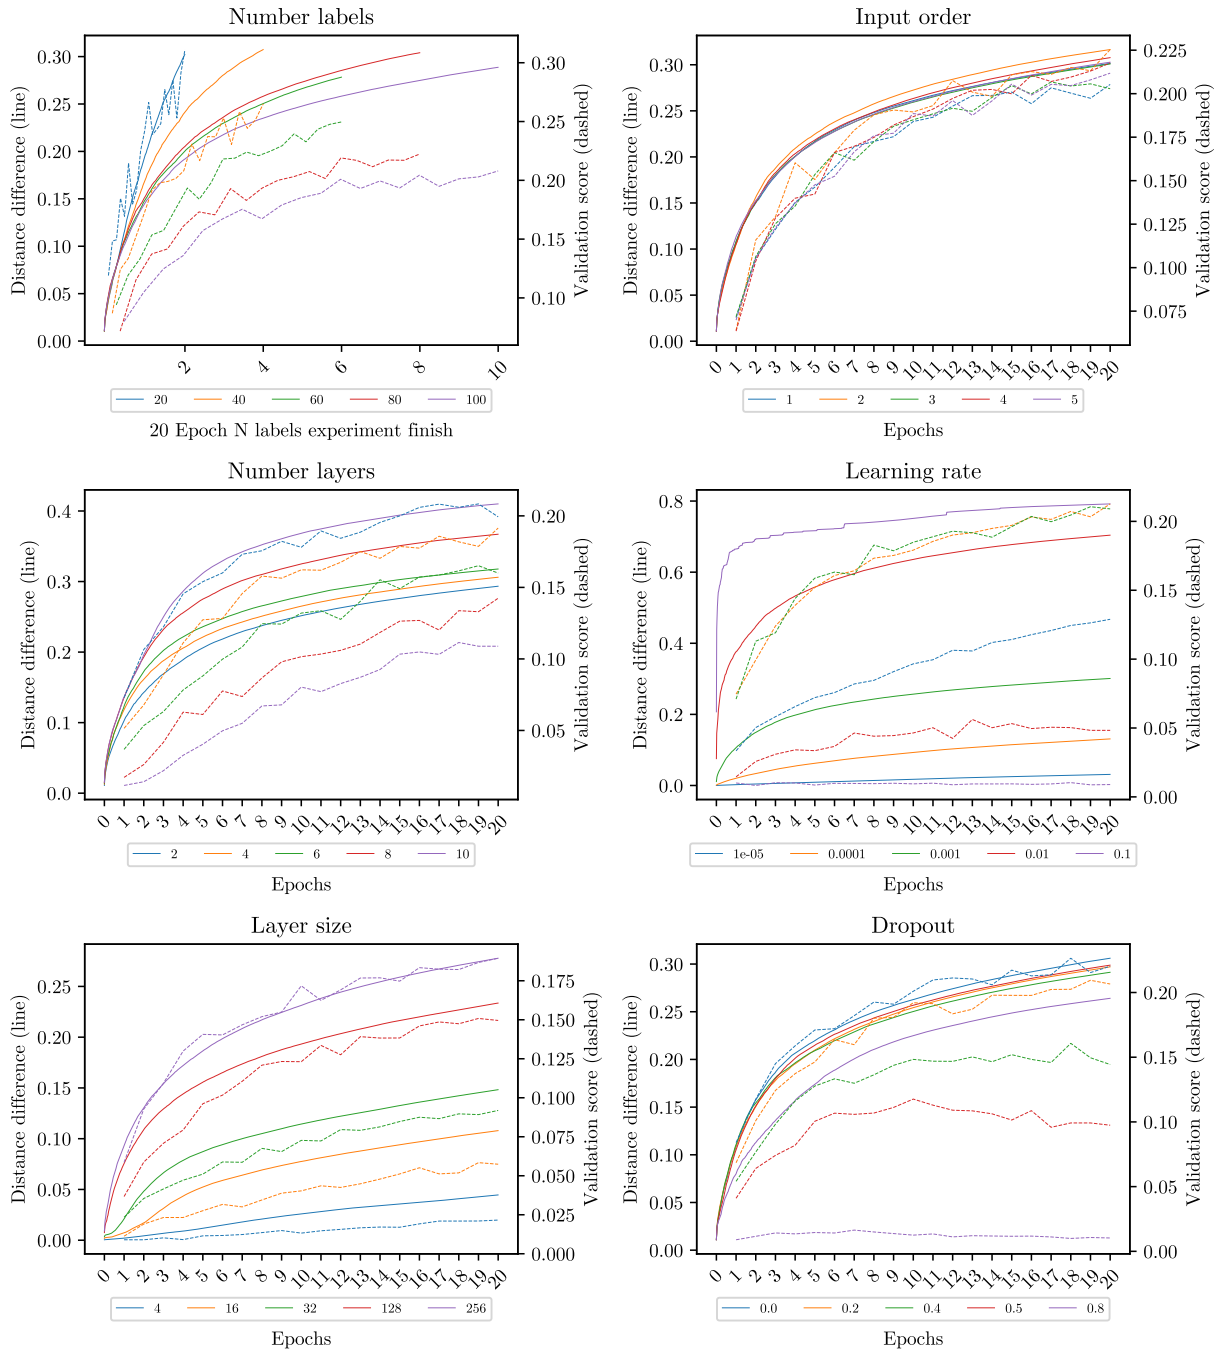 Number labels
Distance difference (line)
0.30
0.25
0.20
0.15
0.10
0.05
0.00
0.30
0.25
0.20
0.15
0.10
Validation score (dashed)
2 4 6 8 10
20 40 60 80 100
20 Epoch N labels experiment finish
Input order
Distance difference (line)
0.30
0.25
0.20
0.15
0.10
0.05
0.00
0.225
0.200
0.175
0.150
0.125
0.100
0.075
Validation score (dashed)
0 1 2 3 4 5 6 7 8 9 10 11 12 13 14 15 16 17 18 19 20
1 2 3 4 5
Epochs
Number layers
Distance difference (line)
0.4
0.3
0.2
0.1
0.0
0.20
0.15
0.10
0.05
Validation score (dashed)
0 1 2 3 4 5 6 7 8 9 10 11 12 13 14 15 16 17 18 19 20
2 4 6 8 10
Epochs
Learning rate
Distance difference (line)
0.8
0.6
0.4
0.2
0.0
0.20
0.15
0.10
0.05
0.00
Validation score (dashed)
0 1 2 3 4 5 6 7 8 9 10 11 12 13 14 15 16 17 18 19 20
1e-05 0.0001 0.001 0.01 0.1
Epochs
Layer size
Distance difference (line)
0.25
0.20
0.15
0.10
0.05
0.00
0.175
0.150
0.125
0.100
0.075
0.050
0.025
0.000
Validation score (dashed)
0 1 2 3 4 5 6 7 8 9 10 11 12 13 14 15 16 17 18 19 20
4 16 32 128 256
Epochs
Dropout
Distance difference (line)
0.30
0.25
0.20
0.15
0.10
0.05
0.00
0.20
0.15
0.10
0.05
0.00
Validation score (dashed)
0 1 2 3 4 5 6 7 8 9 10 11 12 13 14 15 16 17 18 19 20
0.0 0.2 0.4 0.5 0.8
Epochs